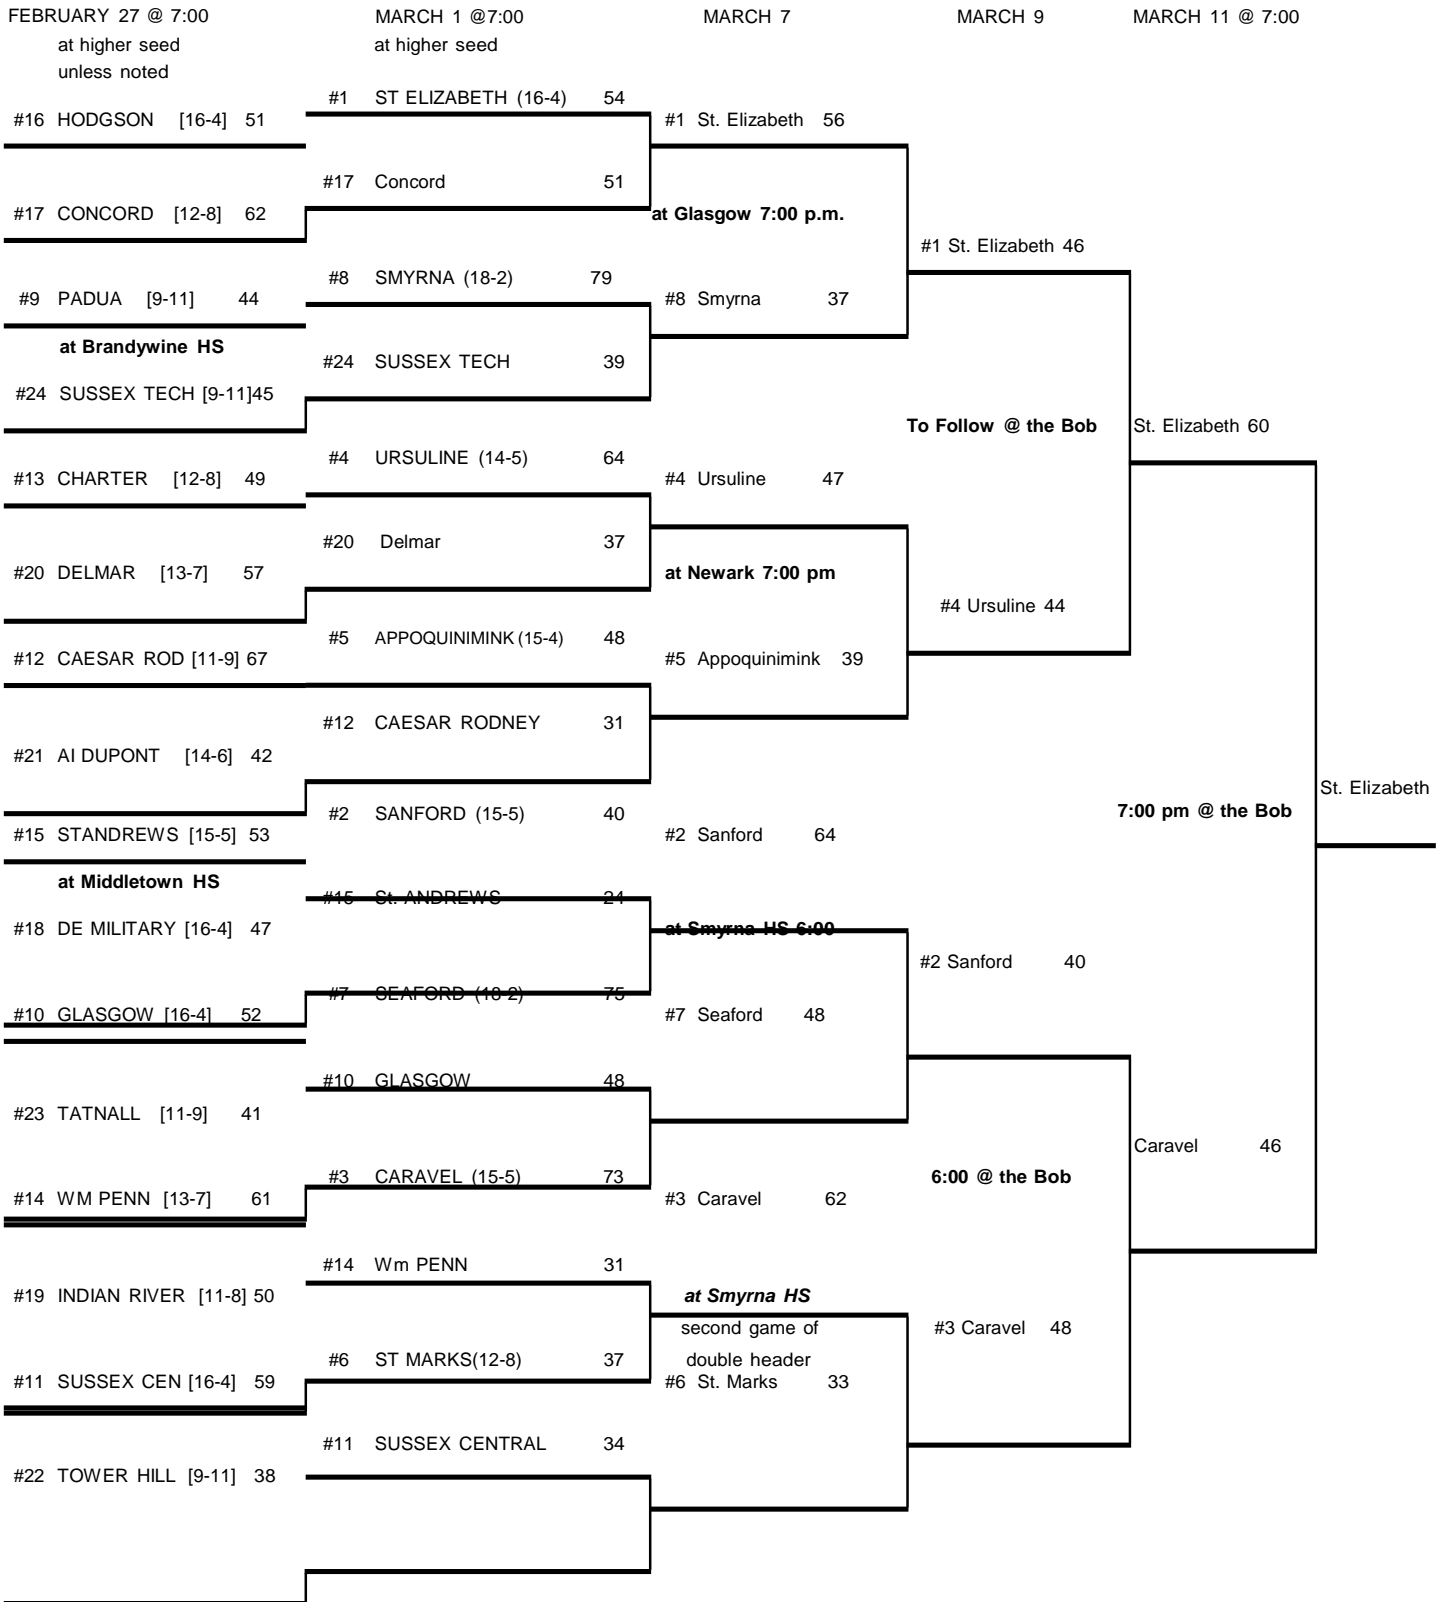 FEBRUARY 27 @ 7:00
at higher seed
unless noted
#16 HODGSON [16-4] 51
#17 CONCORD [12-8] 62
#9 PADUA [9-11] 44
at Brandywine HS
#24 SUSSEX TECH [9-11]45
#13 CHARTER [12-8] 49
#20 DELMAR [13-7] 57
#12 CAESAR ROD [11-9] 67
#21 AI DUPONT [14-6] 42
#15 STANDREWS [15-5] 53
at Middletown HS
#18 DE MILITARY [16-4] 47
#10 GLASGOW [16-4] 52
#23 TATNALL [11-9] 41
#14 WM PENN [13-7] 61
#19 INDIAN RIVER [11-8] 50
#11 SUSSEX CEN [16-4] 59
#22 TOWER HILL [9-11] 38
MARCH 1 @7:00
at higher seed
#1 ST ELIZABETH (16-4) 54
#17 Concord 51
#8 SMYRNA (18-2) 79
#24 SUSSEX TECH 39
#4 URSULINE (14-5) 64
#20 Delmar 37
#5 APPOQUINIMINK (15-4) 48
#12 CAESAR RODNEY 31
#2 SANFORD (15-5) 40
#15 St. ANDREWS 24
#7 SEAFORD (18-2) 75
#10 GLASGOW 48
#3 CARAVEL (15-5) 73
#14 Wm PENN 31
#6 ST MARKS(12-8) 37
#11 SUSSEX CENTRAL 34
MARCH 7
#1 St. Elizabeth 56
at Glasgow 7:00 p.m.
#8 Smyrna 37
#4 Ursuline 47
at Newark 7:00 pm
#5 Appoquinimink 39
#2 Sanford 64
at Smyrna HS 6:00
#7 Seaford 48
#3 Caravel 62
at Smyrna HS
second game of
double header
#6 St. Marks 33
MARCH 9
#1 St. Elizabeth 46
To Follow @ the Bob
#4 Ursuline 44
#2 Sanford 40
6:00 @ the Bob
#3 Caravel 48
MARCH 11 @ 7:00
St. Elizabeth 60
7:00 pm @ the Bob
Caravel 46
St. Elizabeth